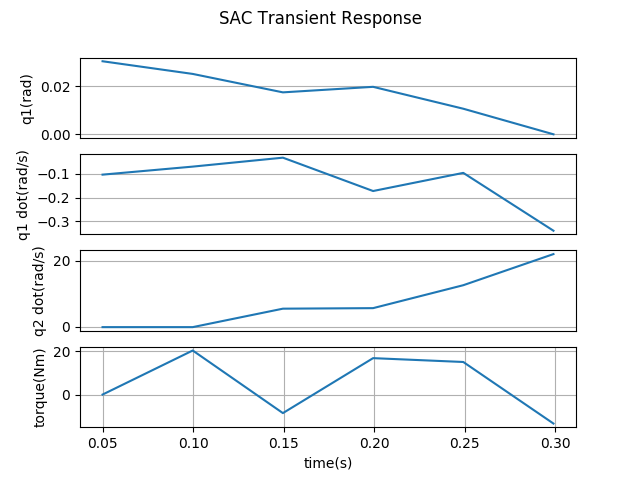 SAC Transient Response
q1(rad)
0.02
0.00
q1 dot(rad/s)
−0.1
−0.2
−0.3
q2 dot(rad/s)
20
0
torque(Nm)
20
0
0.05 0.10 0.15 0.20 0.25 0.30
time(s)